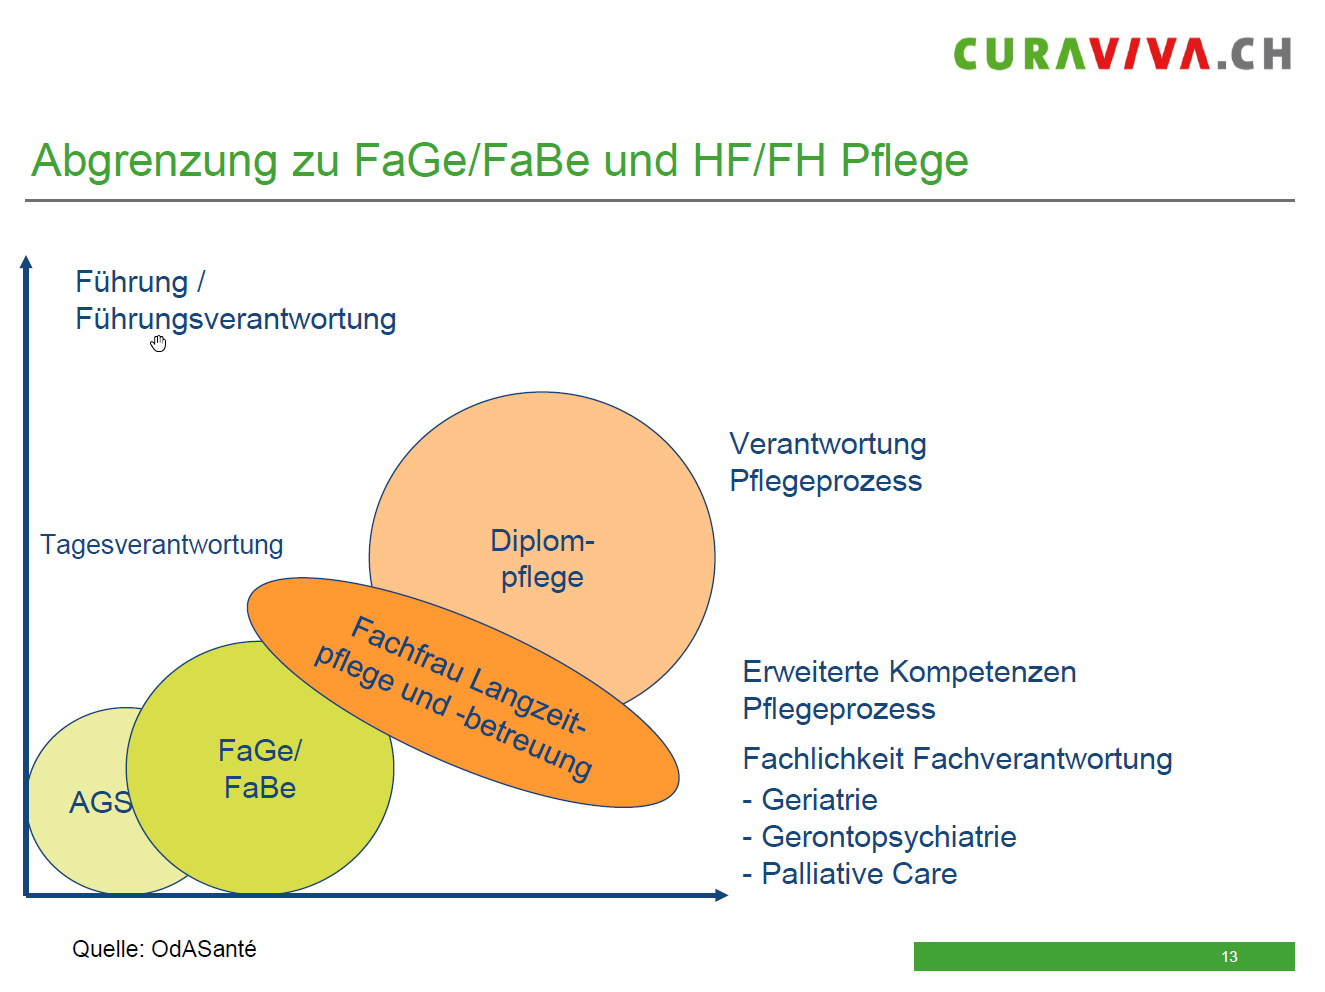 CURAVIVA.CH
Abgrenzung zu FaGe/FaBe und HF/FH Pflege
Führung /
Führungsverantwortung
Verantwortung
Pflegeprozess
Tagesverantwortung
Diplom-
pflege
Fachfrau Langzeit-
pflege und -betreuung
Erweiterte Kompetenzen
Pflegeprozess
FaGe/
FaBe
AGS
Fachlichkeit Fachverantwortung
- Geriatrie
- Gerontopsychiatrie
- Palliative Care
Quelle: OdASanté
13